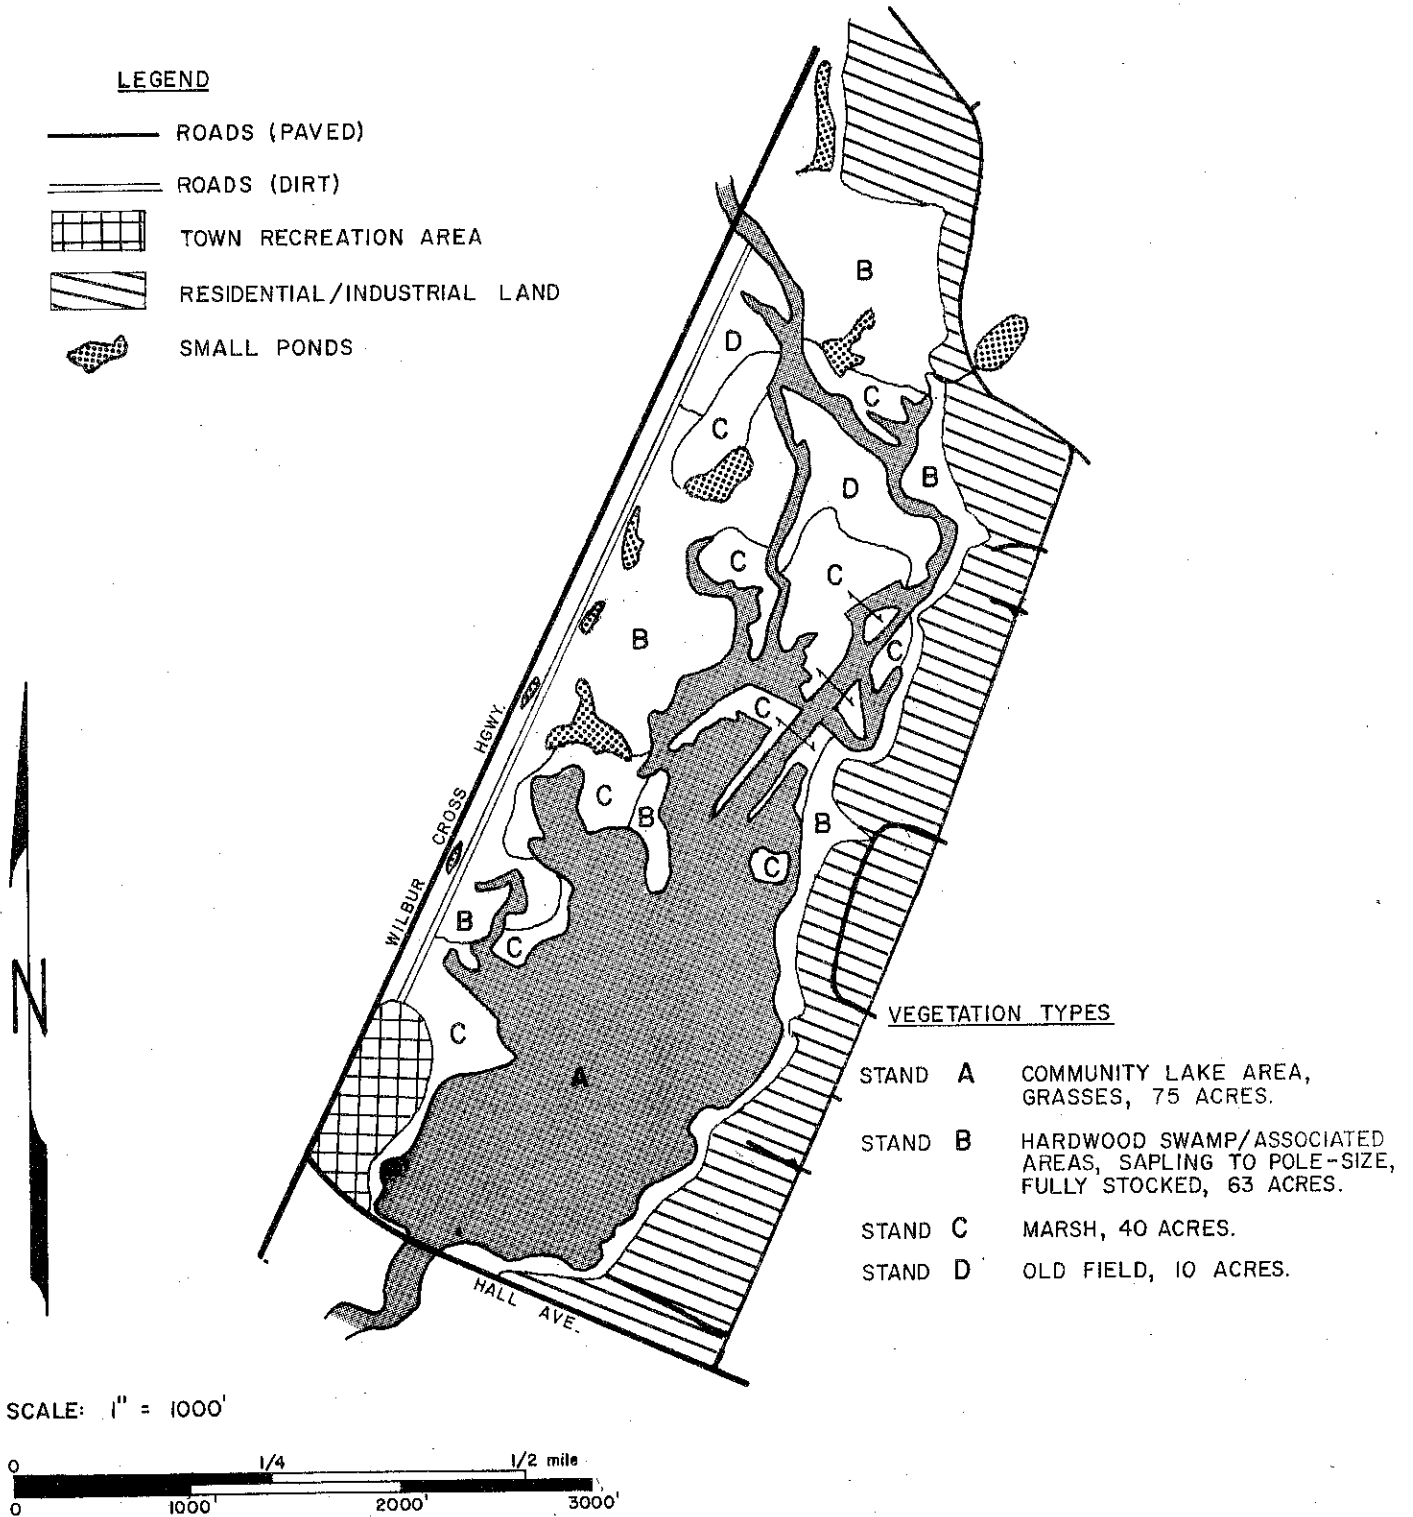 LEGEND
ROADS (PAVED)
ROADS (DIRT)
TOWN RECREATION AREA
RESIDENTIAL/INDUSTRIAL LAND
SMALL PONDS
B
D
C
C
B
D
C
C
B
C
C
C
B
B
C
B
C
C
A
WILBUR CROSS HGWY.
HALL AVE.
N
VEGETATION TYPES
STAND A COMMUNITY LAKE AREA,
GRASSES, 75 ACRES.
STAND B HARDWOOD SWAMP/ASSOCIATED
AREAS, SAPLING TO POLE-SIZE,
FULLY STOCKED, 63 ACRES.
STAND C MARSH, 40 ACRES.
STAND D OLD FIELD, 10 ACRES.
SCALE: 1" = 1000'
0 1/4 1/2 mile
0 1000' 2000' 3000'